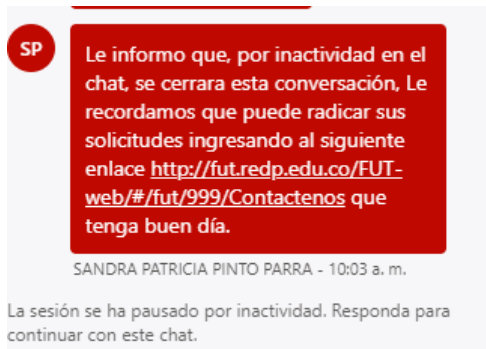 SP
Le informo que, por inactividad en el
chat, se cerrara esta conversación, Le
recordamos que puede radicar sus
solicitudes ingresando al siguiente
enlace http://fut.redp.edu.co/FUT-
web/#/fut/999/Contactenos que
tenga buen día.
SANDRA PATRICIA PINTO PARRA - 10:03 a. m.
La sesión se ha pausado por inactividad. Responda para
continuar con este chat.